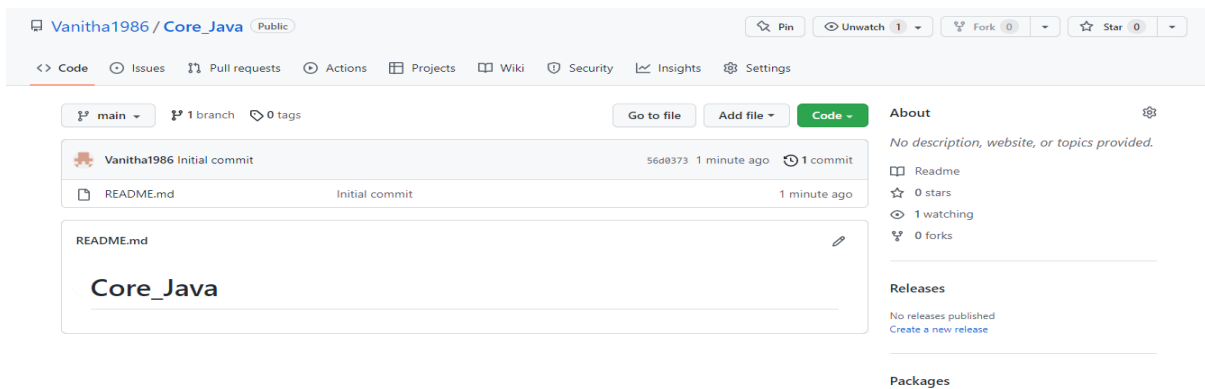 Vanitha1986 / Core_Java Public
Pin Unwatch 1 Fork 0 Star 0
<> Code Issues Pull requests Actions Projects Wiki Security Insights Settings
main 1 branch 0 tags Go to file Add file Code
Vanitha1986 Initial commit 56d0373 1 minute ago 1 commit
README.md Initial commit 1 minute ago
README.md
Core_Java
About
No description, website, or topics provided.
Readme
0 stars
1 watching
0 forks
Releases
No releases published
Create a new release
Packages